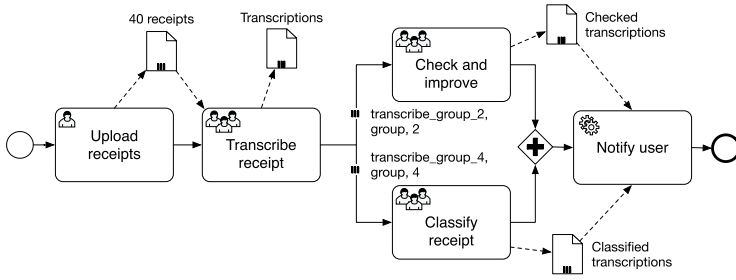 40 receipts
Transcriptions
Checked
transcriptions
Check and
improve
Upload
receipts
Transcribe
receipt
transcribe_group_2,
group, 2
transcribe_group_4,
group, 4
Notify user
Classify
receipt
Classified
transcriptions